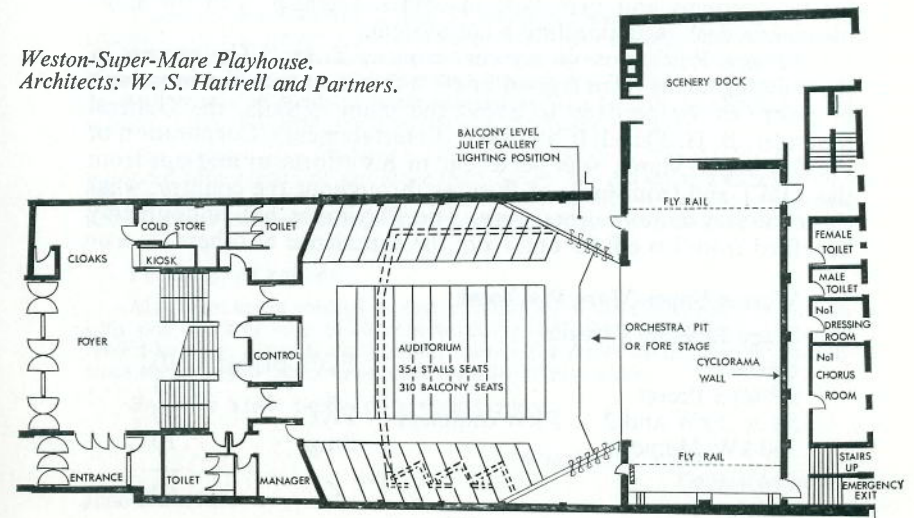 Weston-Super-Mare Playhouse.
Architects: W. S. Hattrell and Partners.
SCENERY DOCK
BALCONY LEVEL
JULIET GALLERY
LIGHTING POSITION
FLY RAIL
COLD STORE
TOILET
CLOAKS
KIOSK
FEMALE
TOILET
MALE
TOILET
No1
DRESSING
ROOM
FOYER
CONTROL
AUDITORIUM
354 STALLS SEATS
310 BALCONY SEATS
ORCHESTRA PIT
OR FORE STAGE
CYCLORAMA
WALL
No1
CHORUS
ROOM
FLY RAIL
STAIRS
UP
ENTRANCE
TOILET
MANAGER
EMERGENCY
EXIT